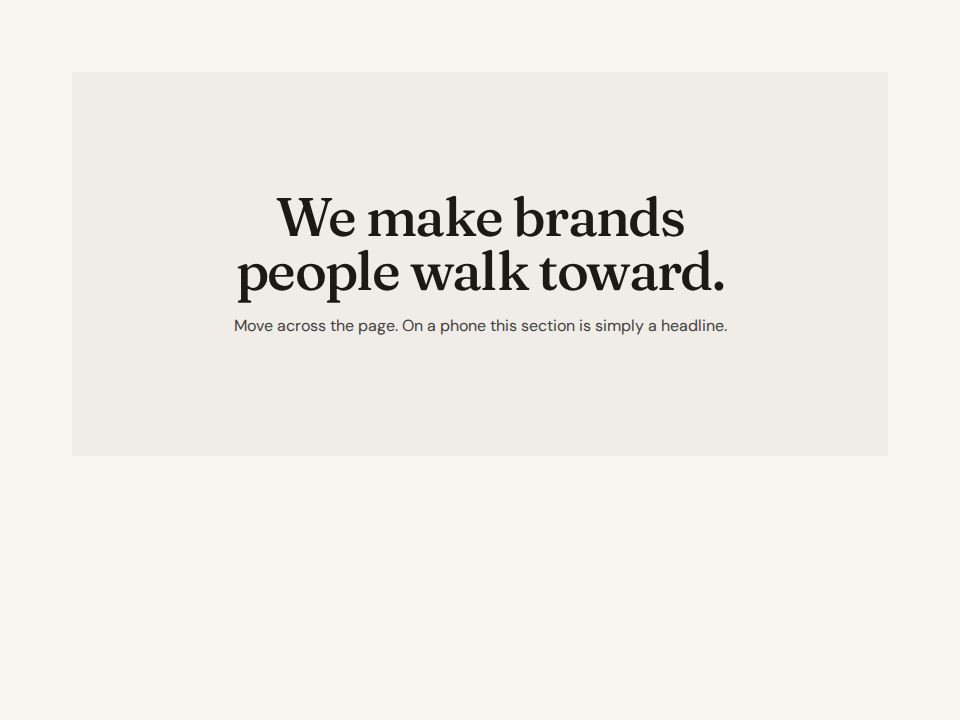 We make brands
people walk toward.
Move across the page. On a phone this section is simply a headline.